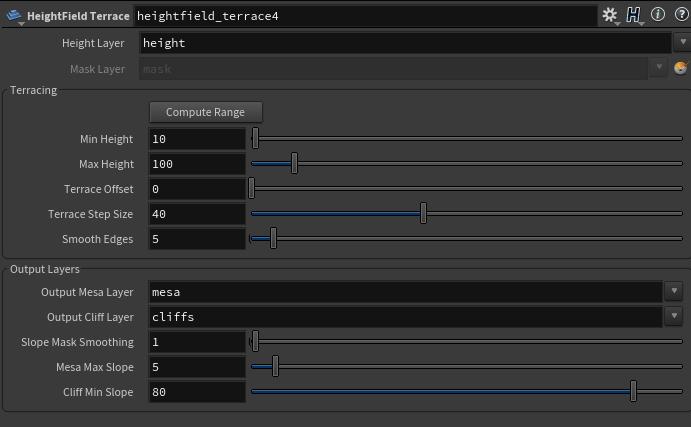 HeightField Terrace heightfield_terrace4
Height Layer height
Mask Layer mask
Terracing
Compute Range
Min Height 10
Max Height 100
Terrace Offset 0
Terrace Step Size 40
Smooth Edges 5
Output Layers
Output Mesa Layer mesa
Output Cliff Layer cliffs
Slope Mask Smoothing 1
Mesa Max Slope 5
Cliff Min Slope 80